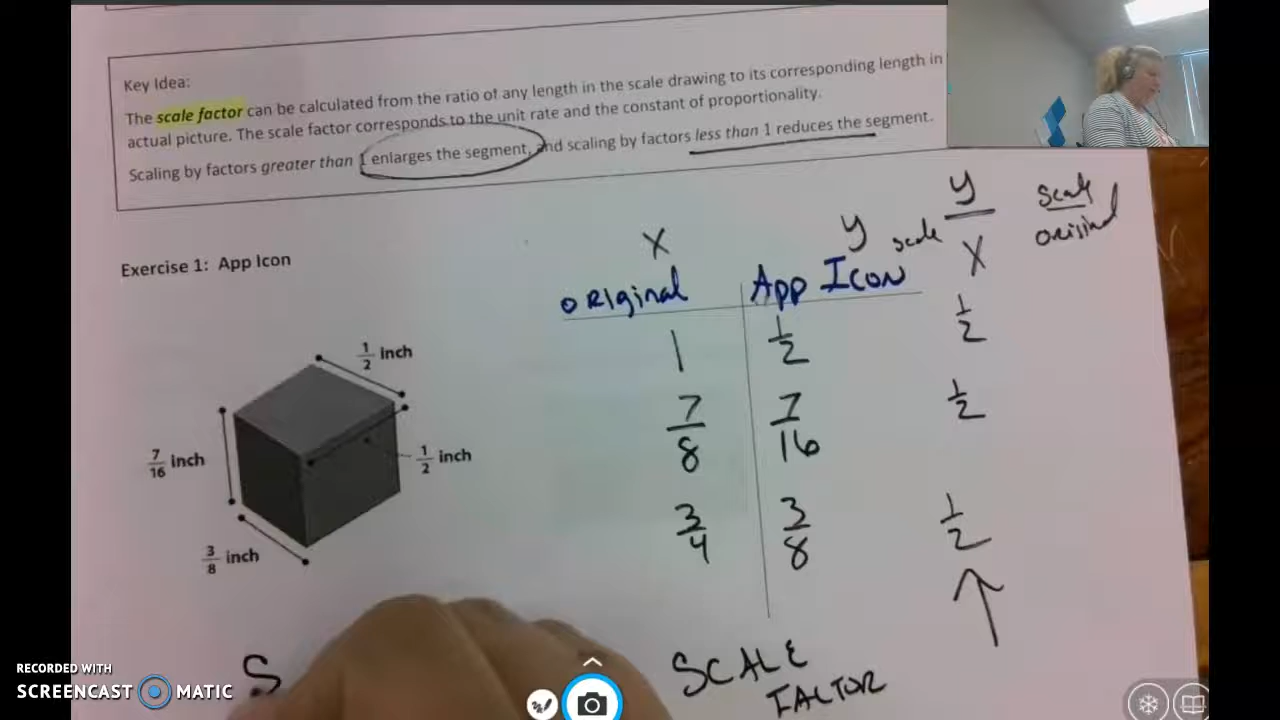 Key Idea:
The scale factor can be calculated from the ratio of any length in the scale drawing to its corresponding length in
actual picture. The scale factor corresponds to the unit rate and the constant of proportionality.
Scaling by factors greater than 1 enlarges the segment, and scaling by factors less than 1 reduces the segment.
Exercise 1: App Icon
1/2 inch
7/16 inch
1/2 inch
3/8 inch
X Y scale Y/X Scale/Original
Original App Icon
1 1/2 1/2
7/8 7/16 1/2
3/4 3/8 1/2
S
SCALE
FACTOR
RECORDED WITH
SCREENCAST MATIC